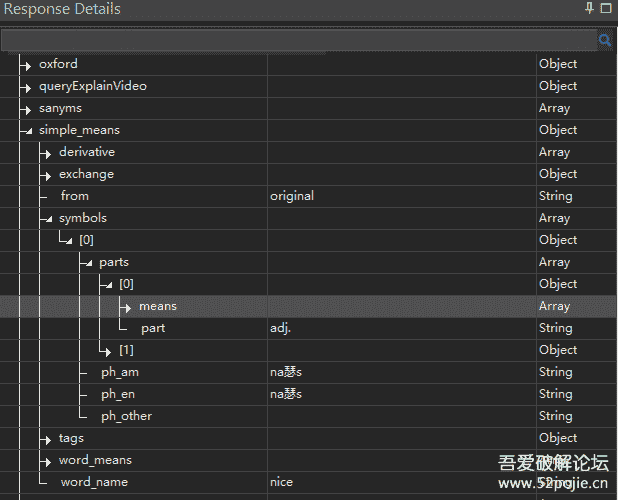 Response Details
oxford Object
queryExplainVideo Object
sanyms Array
simple_means Object
derivative Array
exchange Object
from original String
symbols Array
[0] Object
parts Array
[0] Object
means Array
part adj. String
[1] Object
ph_am na瑟s String
ph_en na瑟s String
ph_other String
tags Object
word_means
吾爱破解论坛
word_name nice
www.52pojie.cn